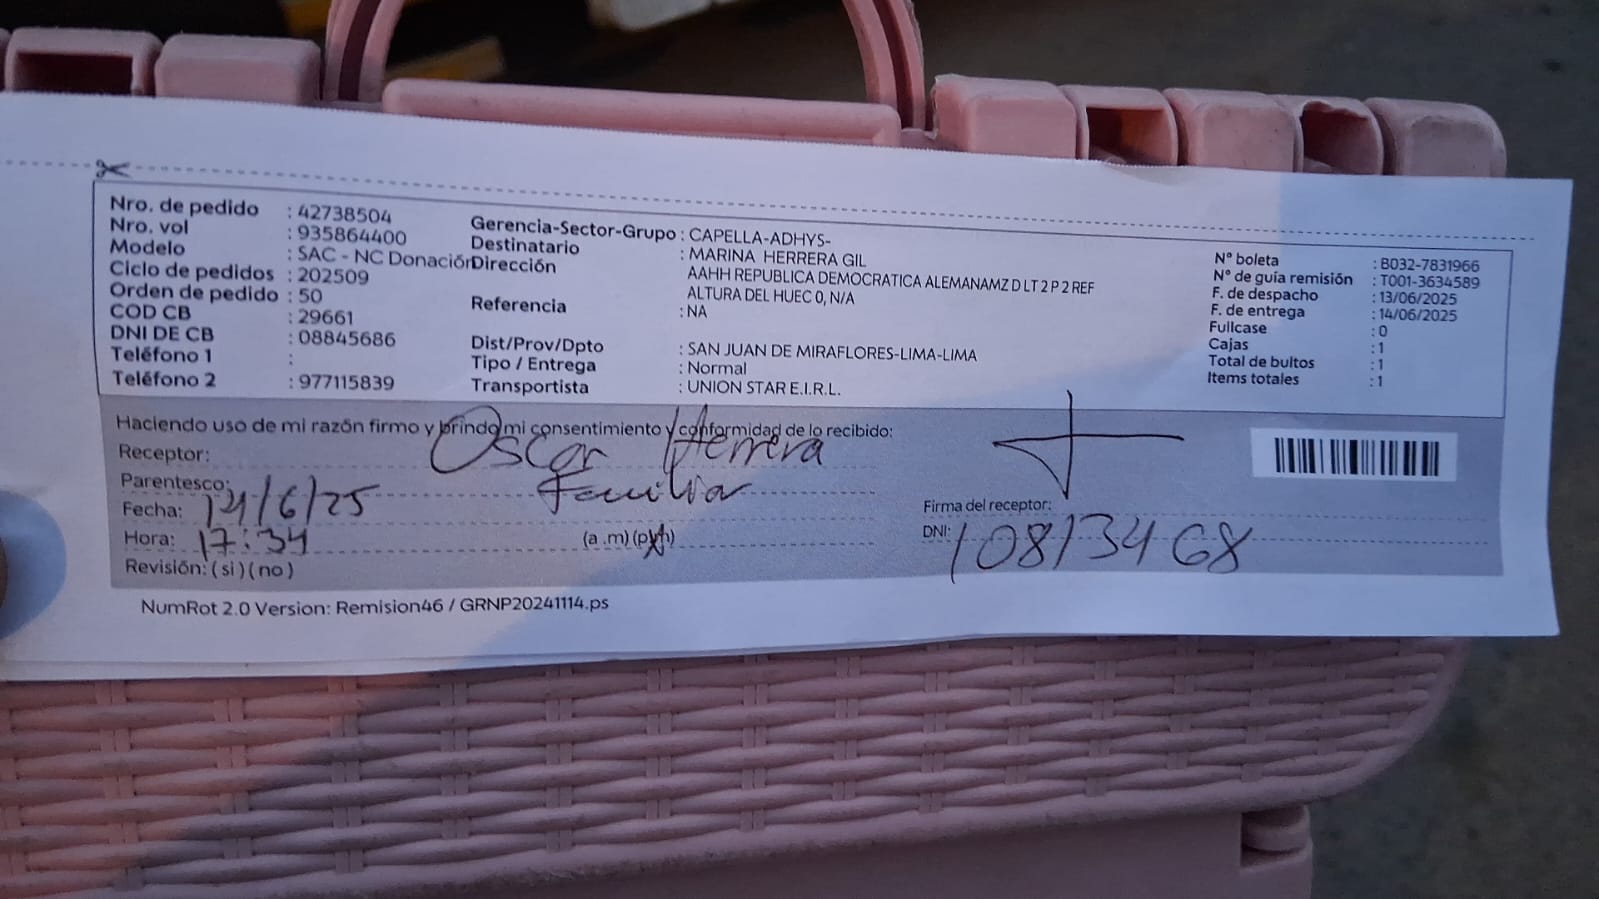 Nro. de pedido : 42738504
Nro. vol : 935864400
Modelo : SAC - NC Donación
Ciclo de pedidos : 202509
Orden de pedido : 50
COD CB : 29661
DNI DE CB : 08845686
Teléfono 1 :
Teléfono 2 : 977115839
Gerencia-Sector-Grupo : CAPELLA-ADHYS-
Destinatario : MARINA HERRERA GIL
Dirección AAHH REPUBLICA DEMOCRATICA ALEMANAMZ D LT 2 P 2 REF
ALTURA DEL HUEC 0, N/A
Referencia : NA
Dist/Prov/Dpto : SAN JUAN DE MIRAFLORES-LIMA-LIMA
Tipo / Entrega : Normal
Transportista : UNION STAR E.I.R.L.
N° boleta : B032-7831966
N° de guía remisión : T001-3634589
F. de despacho : 13/06/2025
F. de entrega : 14/06/2025
Fullcase : 0
Cajas : 1
Total de bultos : 1
Items totales : 1
Haciendo uso de mi razón firmo y brindo mi consentimiento y conformidad de lo recibido:
Receptor: Oscar Herrera
Parentesco: Familiar
Fecha: 14/6/25
Hora: 17:34 (a .m) (p.m)
Revisión: ( si ) ( no )
Firma del receptor:
DNI: 10813468
NumRot 2.0 Version: Remision46 / GRNP20241114.ps